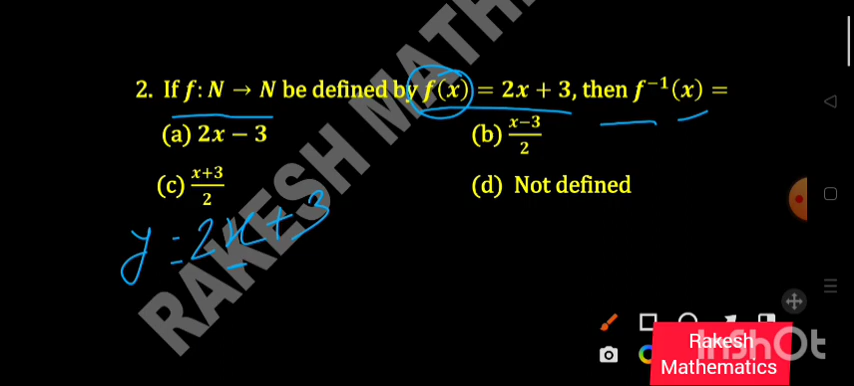 2. If f: N → N be defined by f(x) = 2x + 3, then f⁻¹(x) =
(a) 2x − 3 (b) x−3/2
(c) x+3/2 (d) Not defined
y = 2x + 3
RAKESH MATH
Rakesh
Mathematics
InShOt